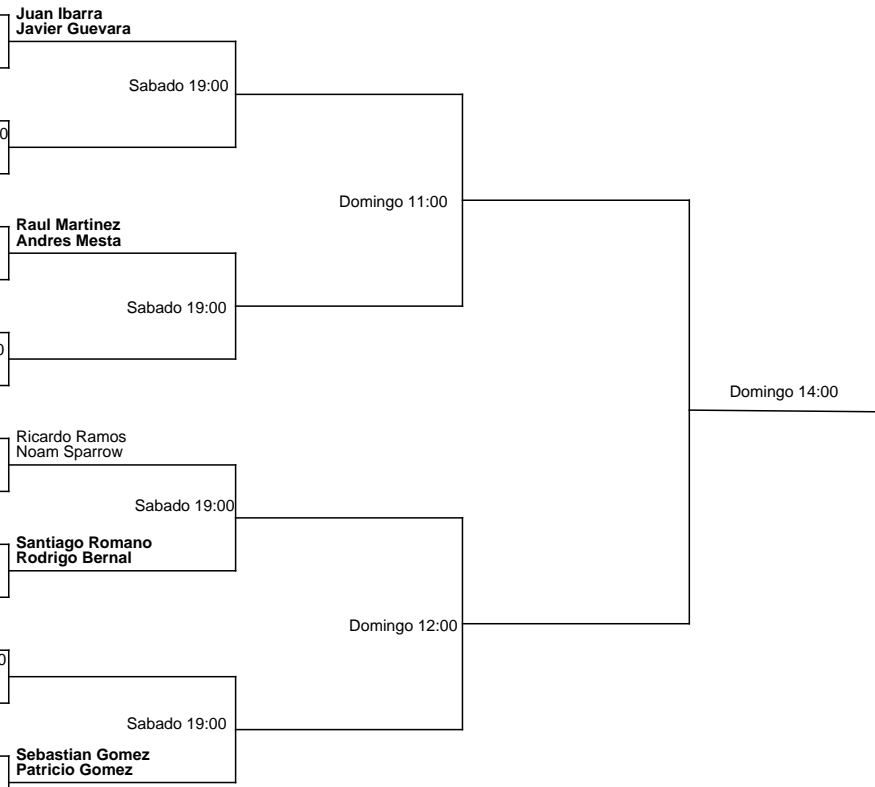 Juan Ibarra
Javier Guevara
Sabado 19:00
Domingo 11:00
Raul Martinez
Andres Mesta
Sabado 19:00
Domingo 14:00
Ricardo Ramos
Noam Sparrow
Sabado 19:00
Santiago Romano
Rodrigo Bernal
Domingo 12:00
Sabado 19:00
Sebastian Gomez
Patricio Gomez